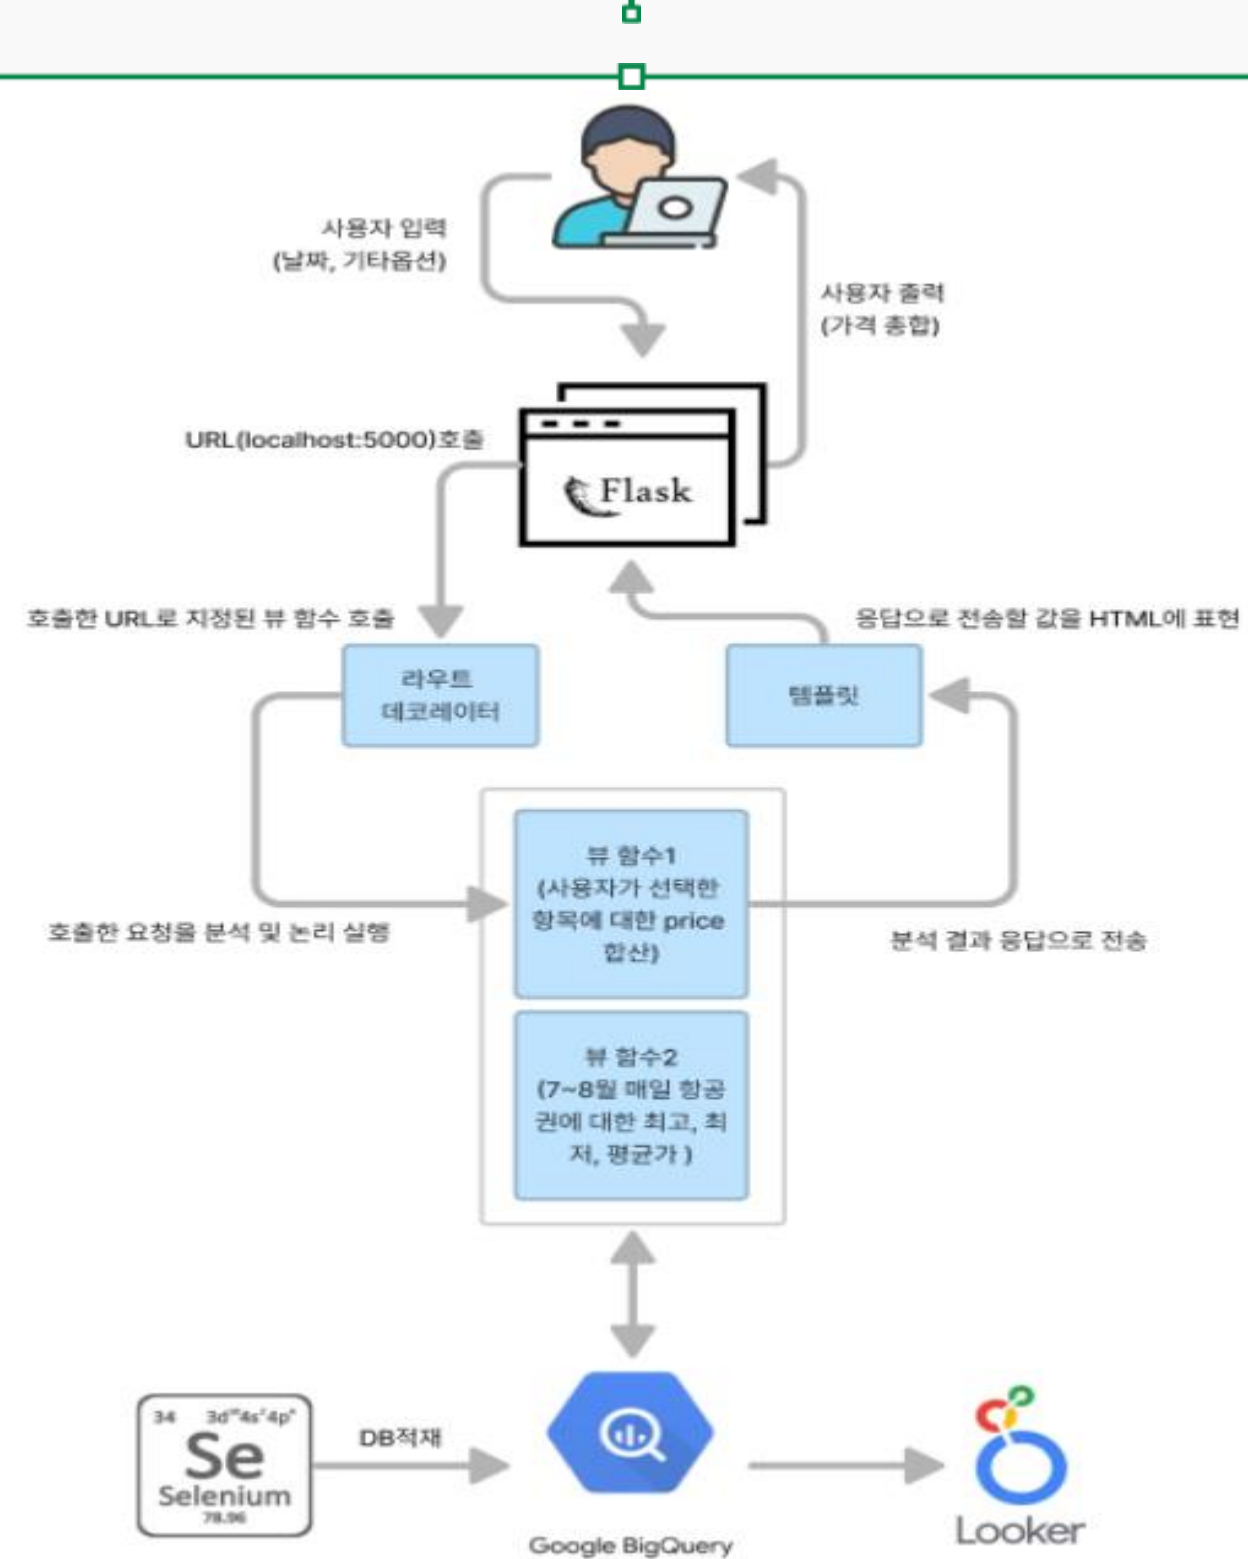 사용자 입력
(날짜, 기타옵션)
사용자 출력
(가격 총합)
URL(localhost:5000)호출
Flask
호출한 URL로 지정된 뷰 함수 호출
응답으로 전송할 값을 HTML에 표현
라우트
데코레이터
템플릿
뷰 함수1
(사용자가 선택한
항목에 대한 price
합산)
호출한 요청을 분석 및 논리 실행
분석 결과 응답으로 전송
뷰 함수2
(7~8월 매일 항공
권에 대한 최고, 최
저, 평균가 )
34 3d¹⁰4s²4p⁴
Se
Selenium
78.96
DB적재
Google BigQuery
Looker